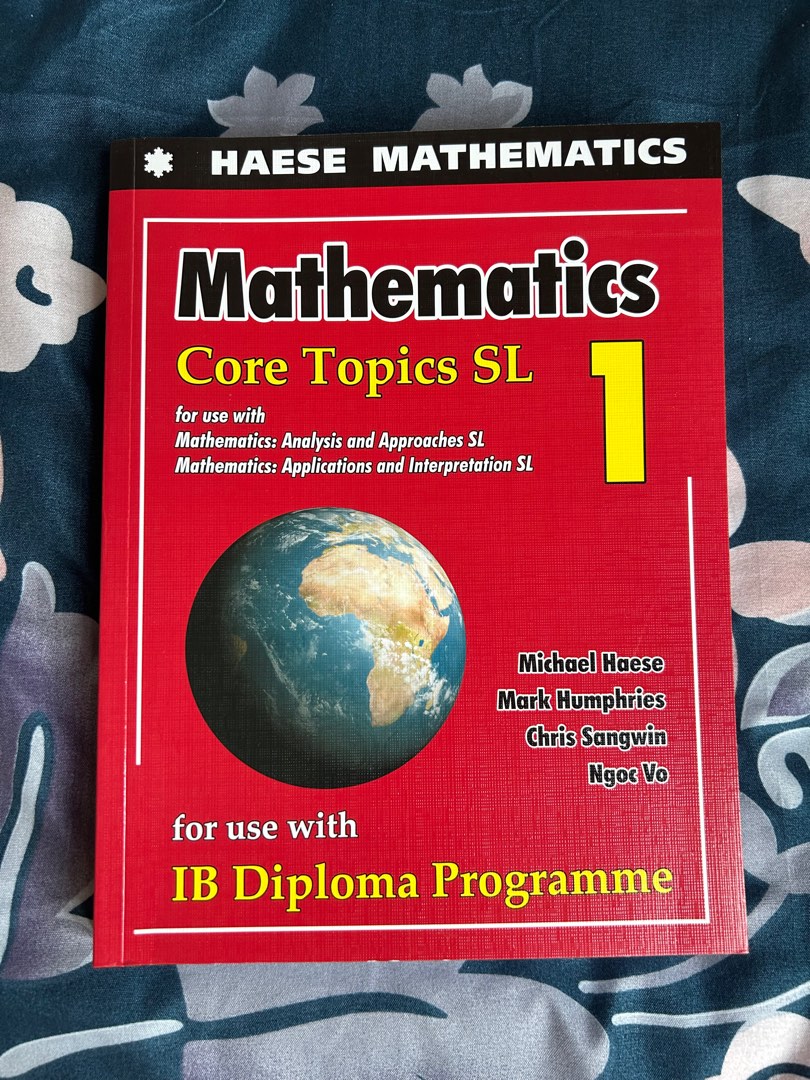 HAESE MATHEMATICS
Mathematics
Core Topics SL
1
for use with
Mathematics: Analysis and Approaches SL
Mathematics: Applications and Interpretation SL
Michael Haese
Mark Humphries
Chris Sangwin
Ngoc Vo
for use with
IB Diploma Programme